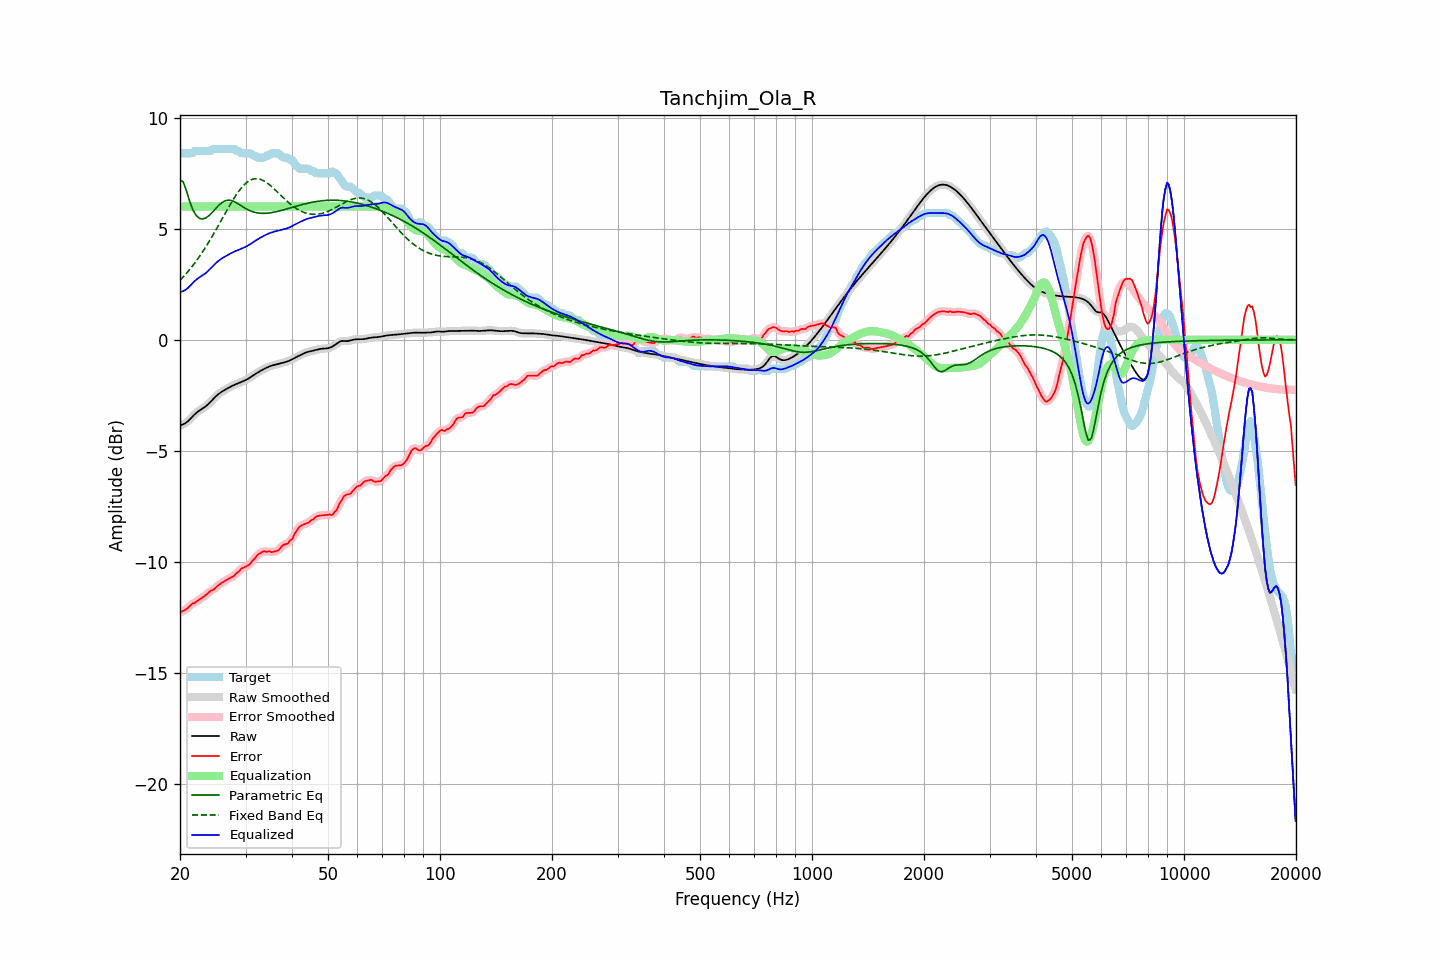 Tanchjim_Ola_R
Amplitude (dBr)
10
5
0
−5
−10
−15
−20
Target
Raw Smoothed
Error Smoothed
Raw
Error
Equalization
Parametric Eq
Fixed Band Eq
Equalized
20 50 100 200 500 1000 2000 5000 10000 20000
Frequency (Hz)